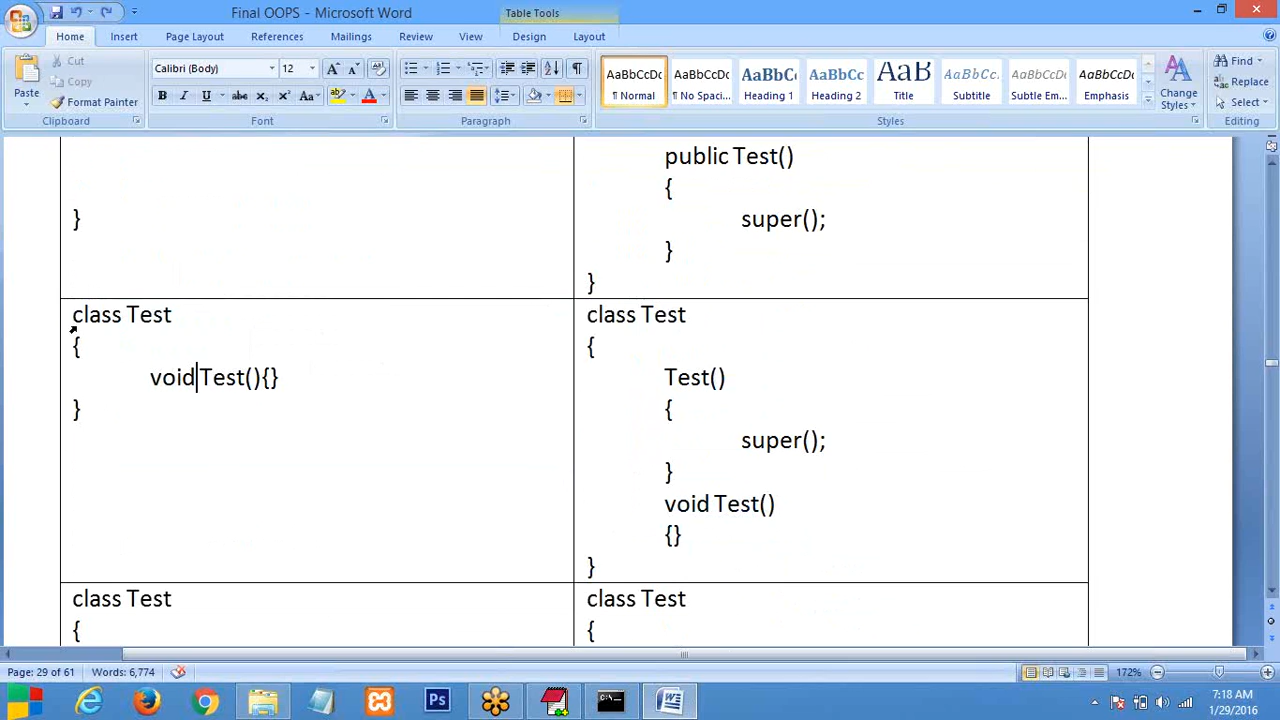 Final OOPS - Microsoft Word
Table Tools
Home Insert Page Layout References Mailings Review View Design Layout
Paste
Cut
Copy
Format Painter
Clipboard
Calibri (Body) 12
Font
Paragraph
AaBbCcDc AaBbCcDc AaBbC AaBbCc AaB AaBbCc. AaBbCcDc AaBbCcDc
¶ Normal ¶ No Spaci... Heading 1 Heading 2 Title Subtitle Subtle Em... Emphasis
Styles
Change Styles
Find
Replace
Select
Editing
}
public Test()
{
super();
}
}
class Test
{
void Test(){}
}
class Test
{
Test()
{
super();
}
void Test()
{}
}
class Test
{
class Test
{
Page: 29 of 61 Words: 6,774 172%
Ps
7:18 AM
1/29/2016